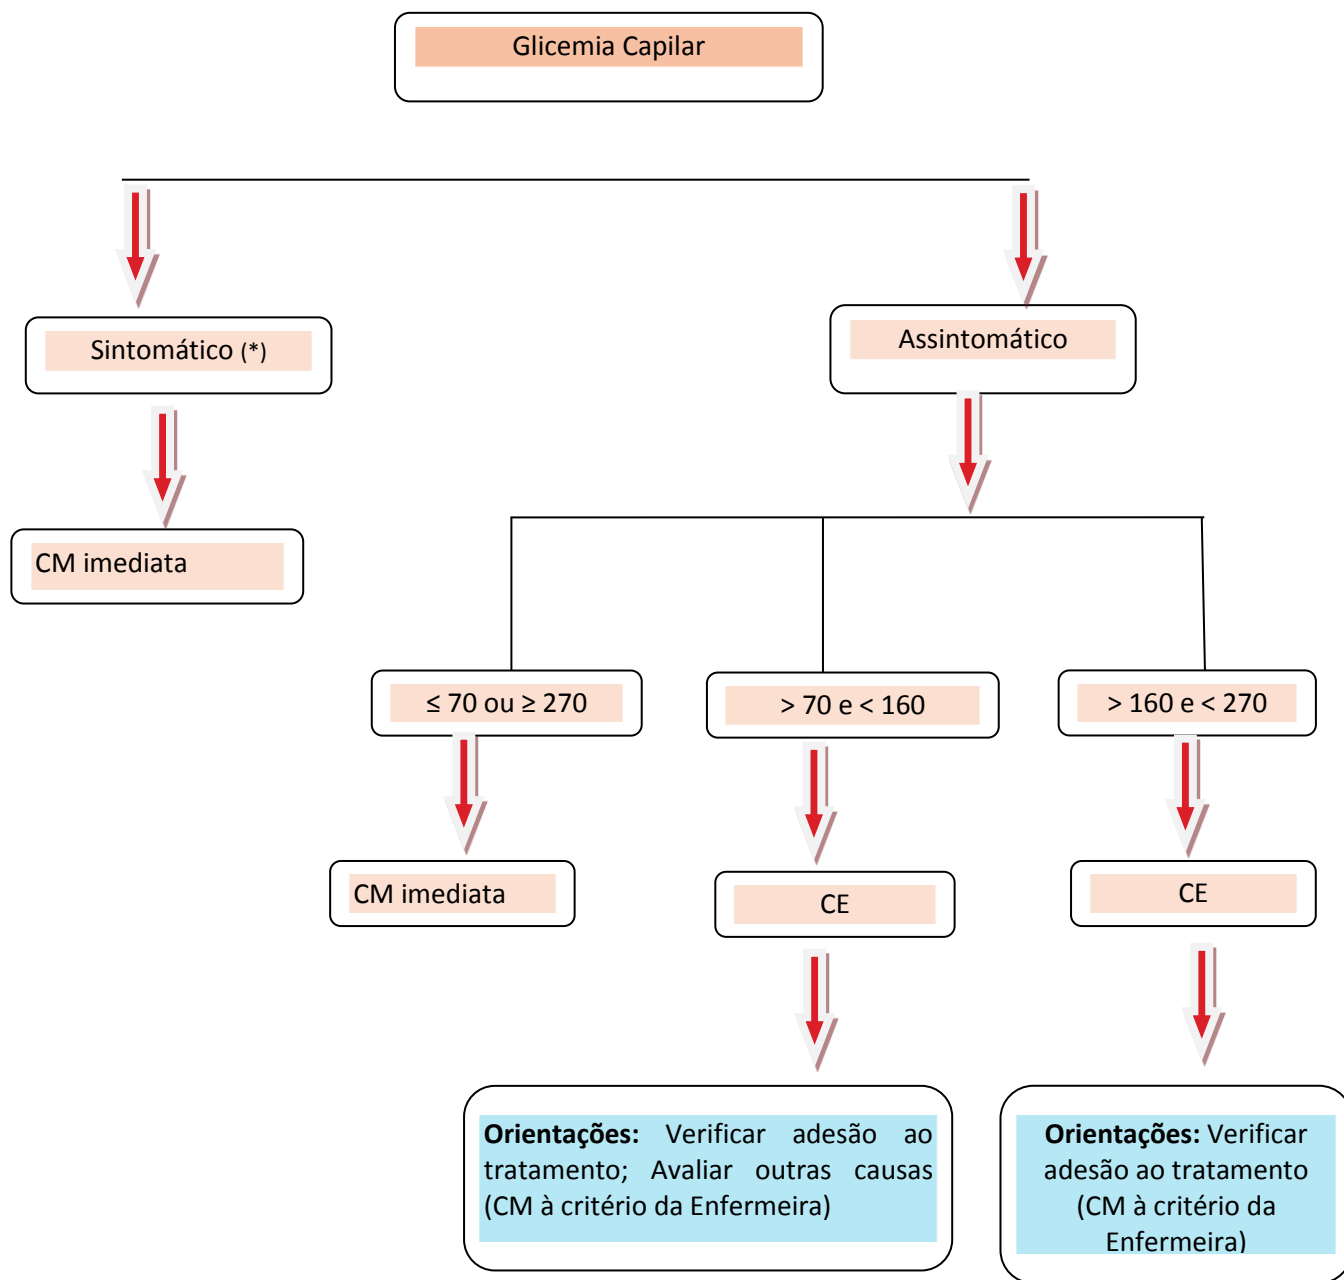 Glicemia Capilar
Sintomático (*)
Assintomático
CM imediata
≤ 70 ou ≥ 270
> 70 e < 160
> 160 e < 270
CM imediata
CE
CE
Orientações: Verificar adesão ao
tratamento; Avaliar outras causas
(CM à critério da Enfermeira)
Orientações: Verificar
adesão ao tratamento
(CM à critério da
Enfermeira)